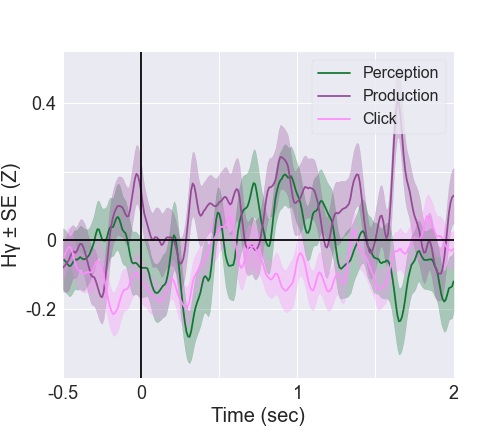 Perception
Production
Click
0.4
0
-0.2
Hγ ± SE (Z)
-0.5
0
1
2
Time (sec)